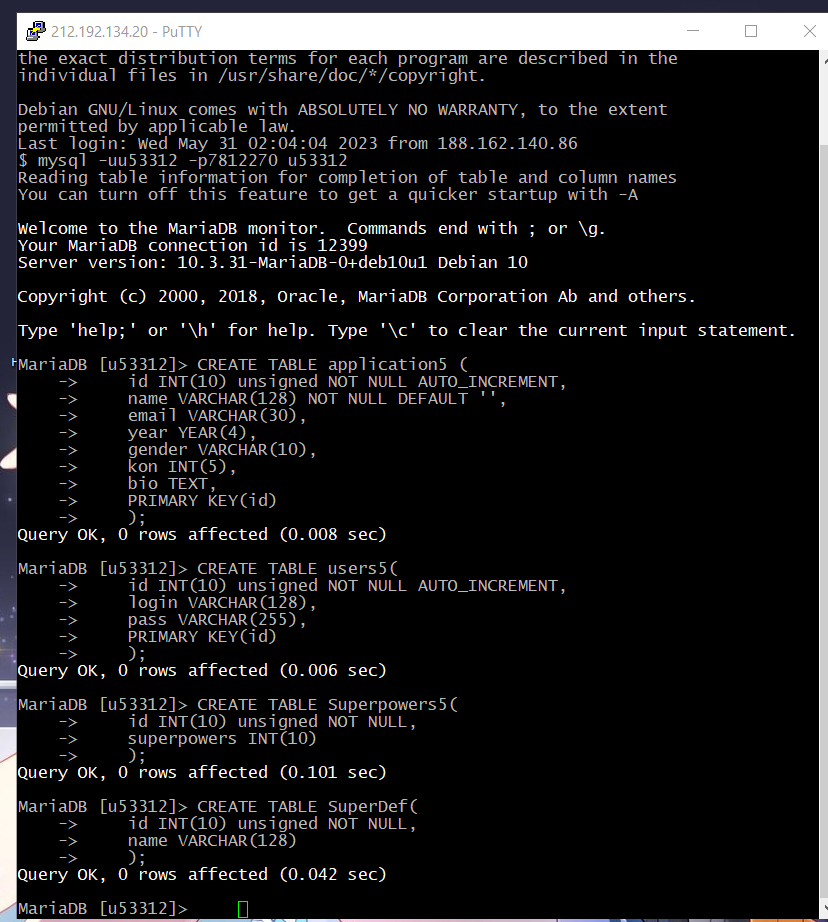 212.192.134.20 - PuTTY
the exact distribution terms for each program are described in the
individual files in /usr/share/doc/*/copyright.
Debian GNU/Linux comes with ABSOLUTELY NO WARRANTY, to the extent
permitted by applicable law.
Last login: Wed May 31 02:04:04 2023 from 188.162.140.86
$ mysql -uu53312 -p7812270 u53312
Reading table information for completion of table and column names
You can turn off this feature to get a quicker startup with -A
Welcome to the MariaDB monitor.  Commands end with ; or \g.
Your MariaDB connection id is 12399
Server version: 10.3.31-MariaDB-0+deb10u1 Debian 10
Copyright (c) 2000, 2018, Oracle, MariaDB Corporation Ab and others.
Type 'help;' or '\h' for help. Type '\c' to clear the current input statement.
MariaDB [u53312]> CREATE TABLE application5 (
    ->     id INT(10) unsigned NOT NULL AUTO_INCREMENT,
    ->     name VARCHAR(128) NOT NULL DEFAULT '',
    ->     email VARCHAR(30),
    ->     year YEAR(4),
    ->     gender VARCHAR(10),
    ->     kon INT(5),
    ->     bio TEXT,
    ->     PRIMARY KEY(id)
    ->     );
Query OK, 0 rows affected (0.008 sec)
MariaDB [u53312]> CREATE TABLE users5(
    ->     id INT(10) unsigned NOT NULL AUTO_INCREMENT,
    ->     login VARCHAR(128),
    ->     pass VARCHAR(255),
    ->     PRIMARY KEY(id)
    ->     );
Query OK, 0 rows affected (0.006 sec)
MariaDB [u53312]> CREATE TABLE Superpowers5(
    ->     id INT(10) unsigned NOT NULL,
    ->     superpowers INT(10)
    ->     );
Query OK, 0 rows affected (0.101 sec)
MariaDB [u53312]> CREATE TABLE SuperDef(
    ->     id INT(10) unsigned NOT NULL,
    ->     name VARCHAR(128)
    ->     );
Query OK, 0 rows affected (0.042 sec)
MariaDB [u53312]>